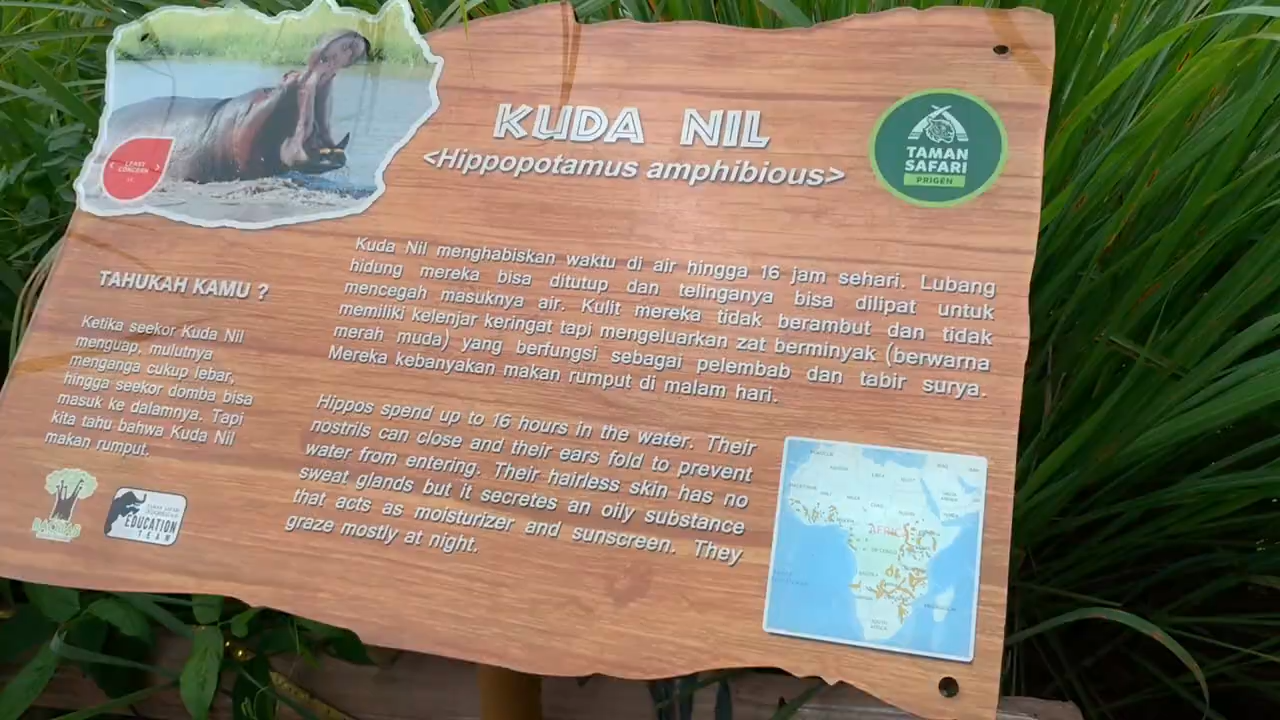 KUDA NIL
<Hippopotamus amphibious>
TAMAN
SAFARI
PRIGEN
LEAST
CONCERN
Kuda Nil menghabiskan waktu di air hingga 16 jam sehari. Lubang
hidung mereka bisa ditutup dan telinganya bisa dilipat untuk
mencegah masuknya air. Kulit mereka tidak berambut dan tidak
memiliki kelenjar keringat tapi mengeluarkan zat berminyak (berwarna
merah muda) yang berfungsi sebagai pelembab dan tabir surya.
Mereka kebanyakan makan rumput di malam hari.
TAHUKAH KAMU ?
Ketika seekor Kuda Nil
menguap, mulutnya
menganga cukup lebar,
hingga seekor domba bisa
masuk ke dalamnya. Tapi
kita tahu bahwa Kuda Nil
makan rumput.
Hippos spend up to 16 hours in the water. Their
nostrils can close and their ears fold to prevent
water from entering. Their hairless skin has no
sweat glands but it secretes an oily substance
that acts as moisturizer and sunscreen. They
graze mostly at night.
EDUCATION
TEAM
AFRICA
SOUTH
AFRICA